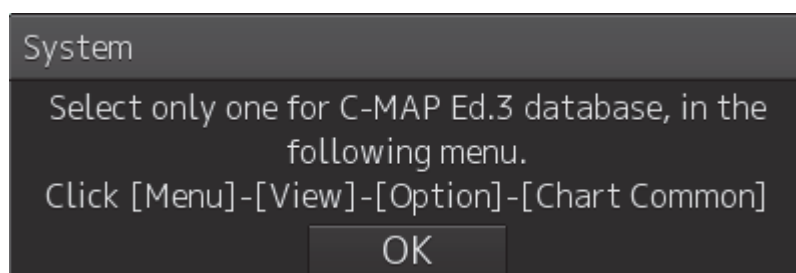 System
Select only one for C-MAP Ed.3 database, in the
following menu.
Click [Menu]-[View]-[Option]-[Chart Common]
OK